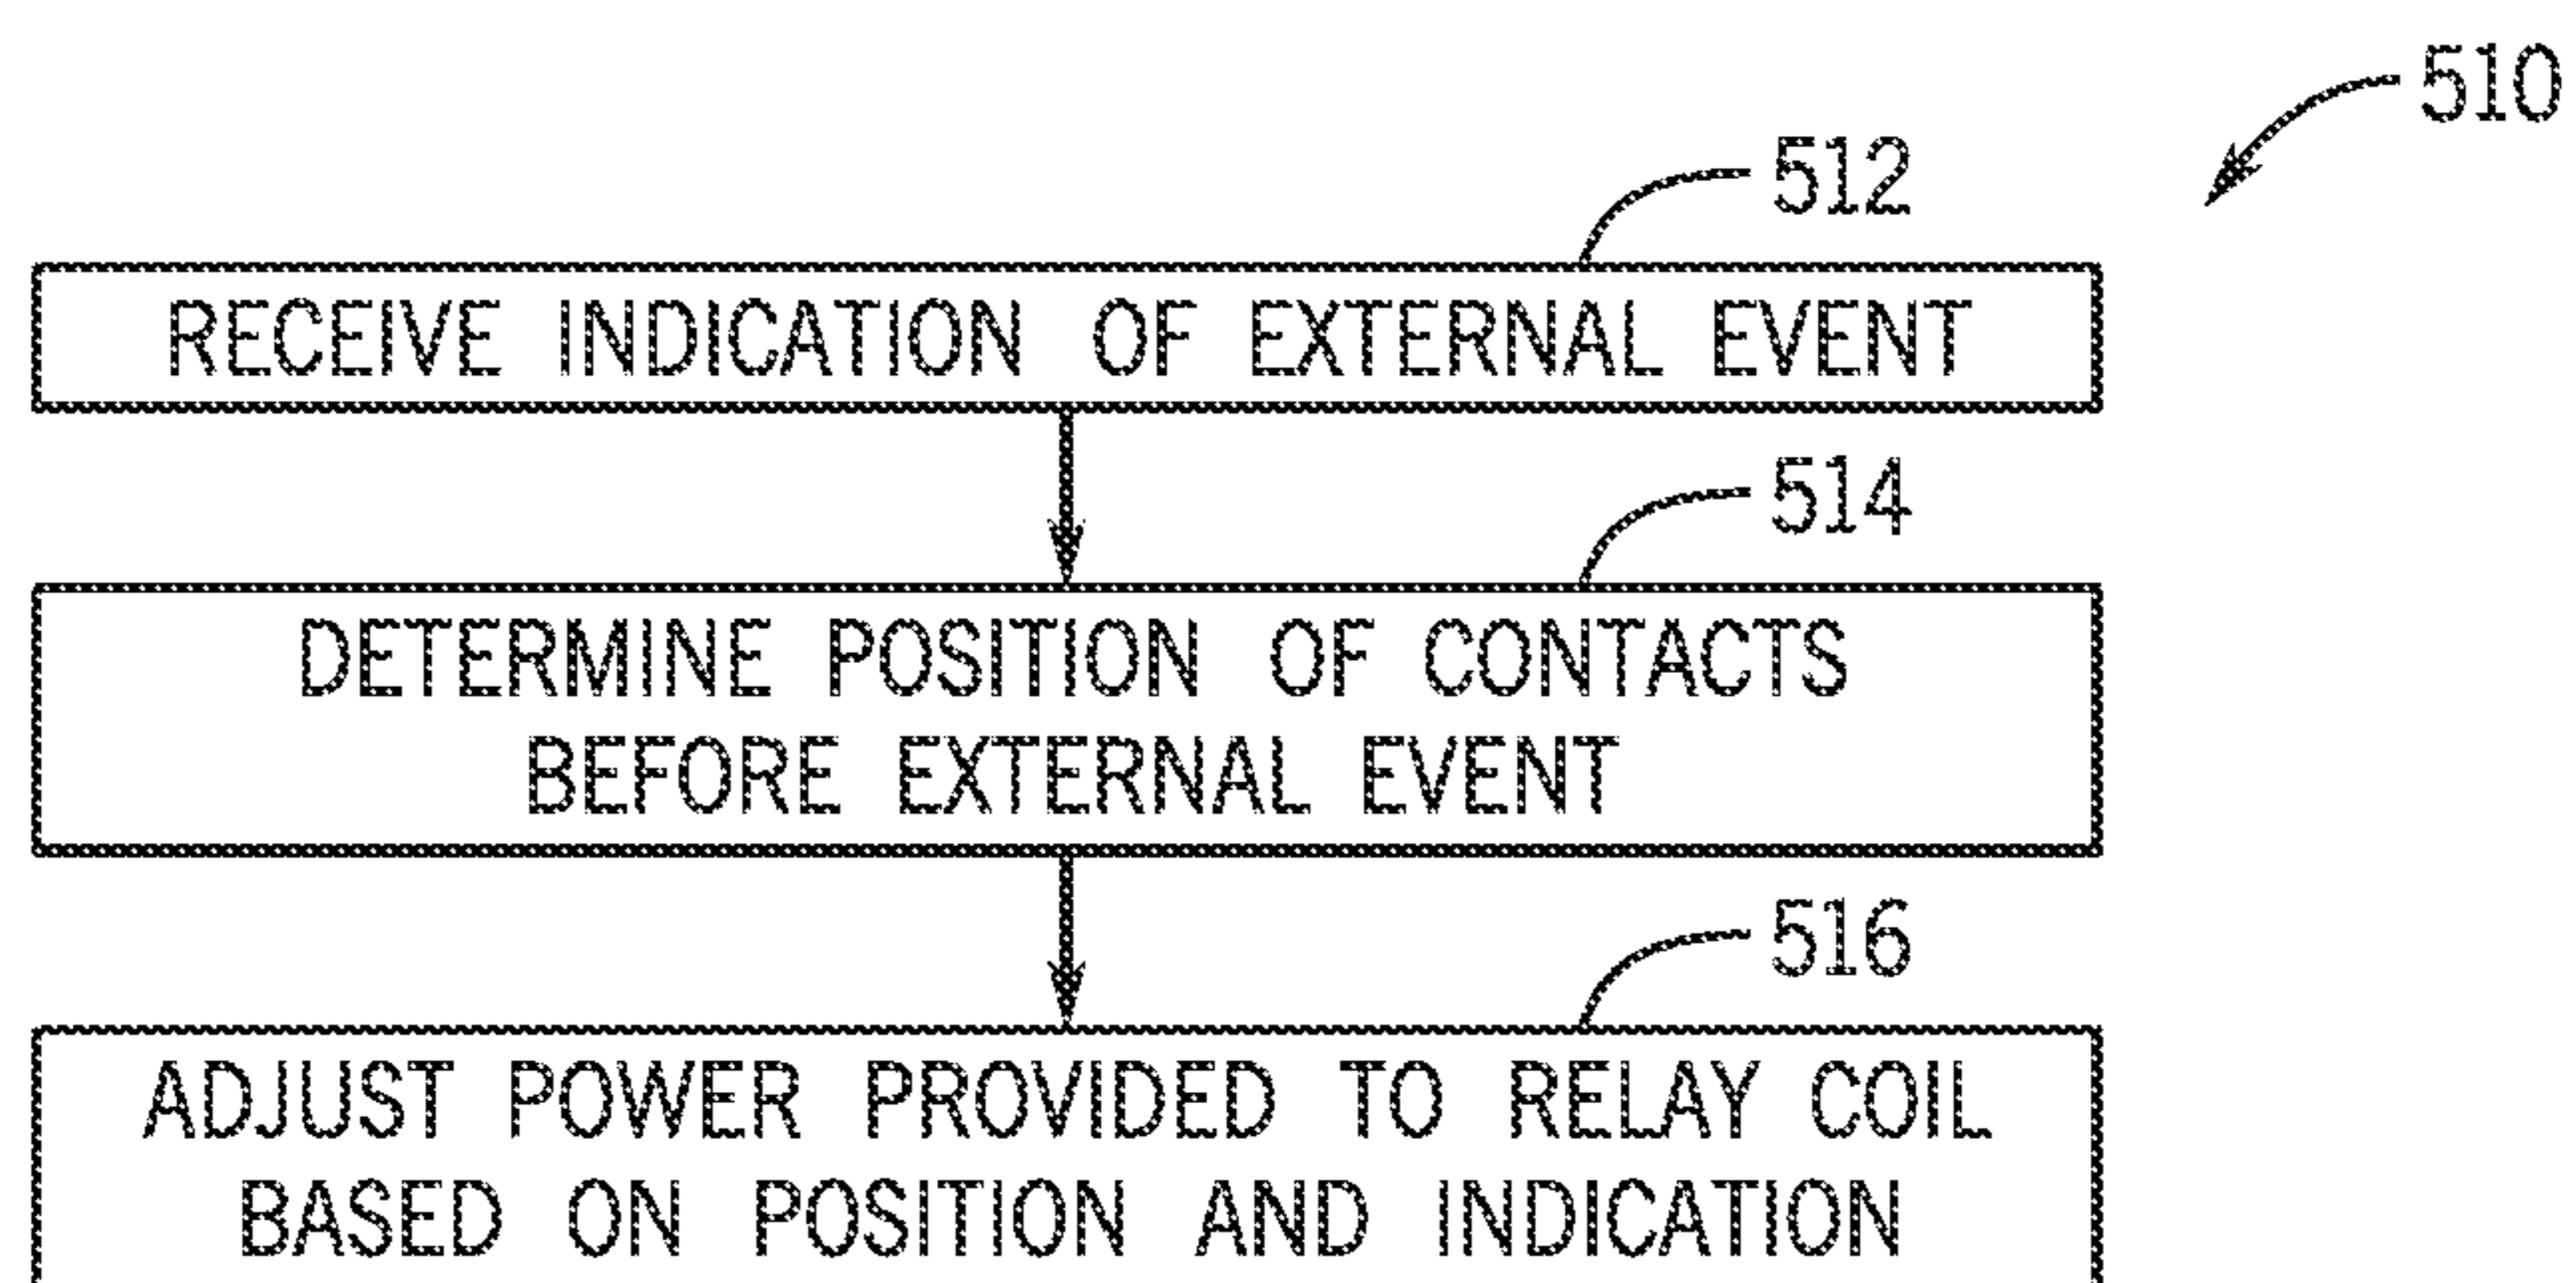 510
512
RECEIVE INDICATION OF EXTERNAL EVENT
514
DETERMINE POSITION OF CONTACTS
BEFORE EXTERNAL EVENT
516
ADJUST POWER PROVIDED TO RELAY COIL
BASED ON POSITION AND INDICATION